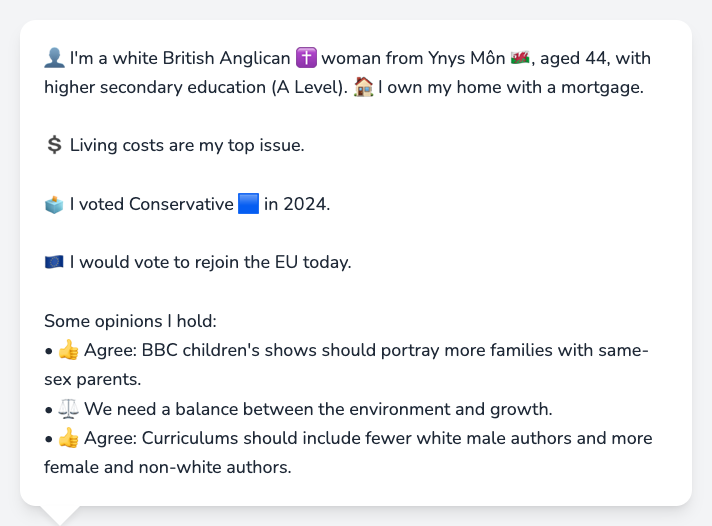 👤 I'm a white British Anglican ✝️ woman from Ynys Môn 🏴󠁧󠁢󠁷󠁬󠁳󠁿, aged 44, with
higher secondary education (A Level). 🏠 I own my home with a mortgage.
💲 Living costs are my top issue.
🗳️ I voted Conservative 🟦 in 2024.
🇪🇺 I would vote to rejoin the EU today.
Some opinions I hold:
• 👍 Agree: BBC children's shows should portray more families with same-
sex parents.
• ⚖️ We need a balance between the environment and growth.
• 👍 Agree: Curriculums should include fewer white male authors and more
female and non-white authors.